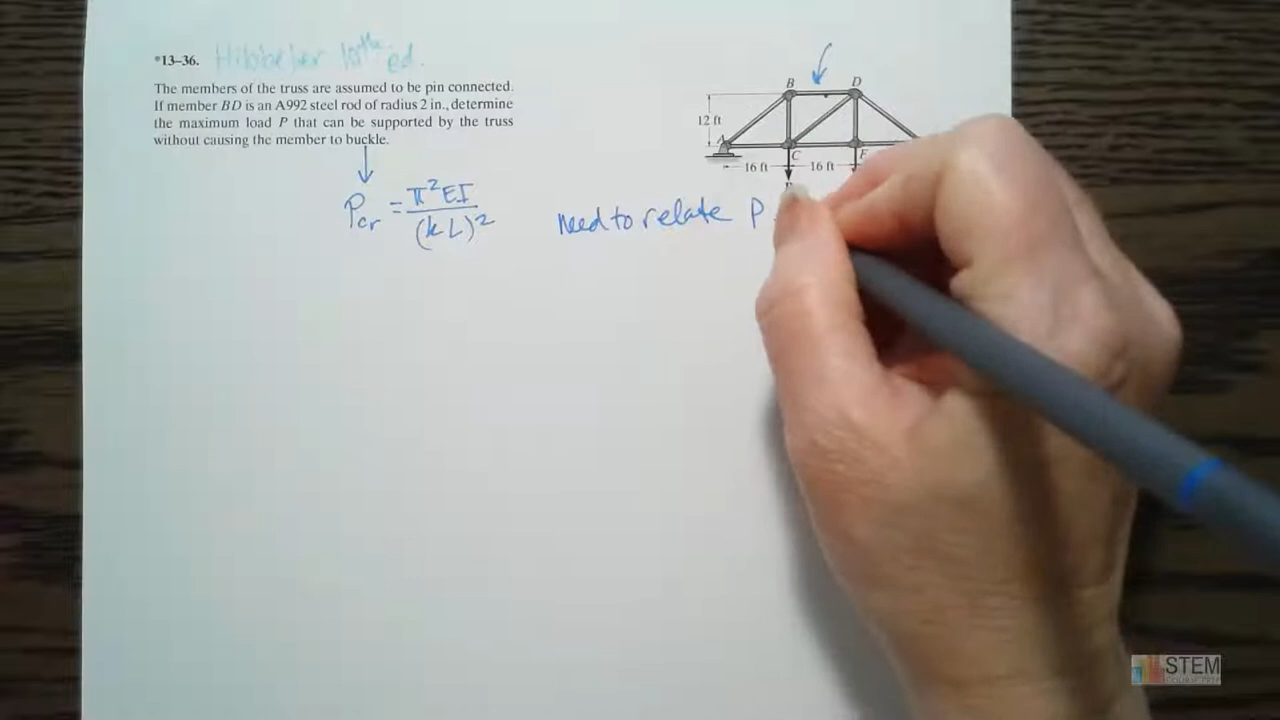 *13–36. Hibbeler 10th ed.
The members of the truss are assumed to be pin connected.
If member BD is an A992 steel rod of radius 2 in., determine
the maximum load P that can be supported by the truss
without causing the member to buckle.
Pcr = π²EI / (kL)²
Need to relate P
B D
12 ft
A
C F
16 ft 16 ft
STEM